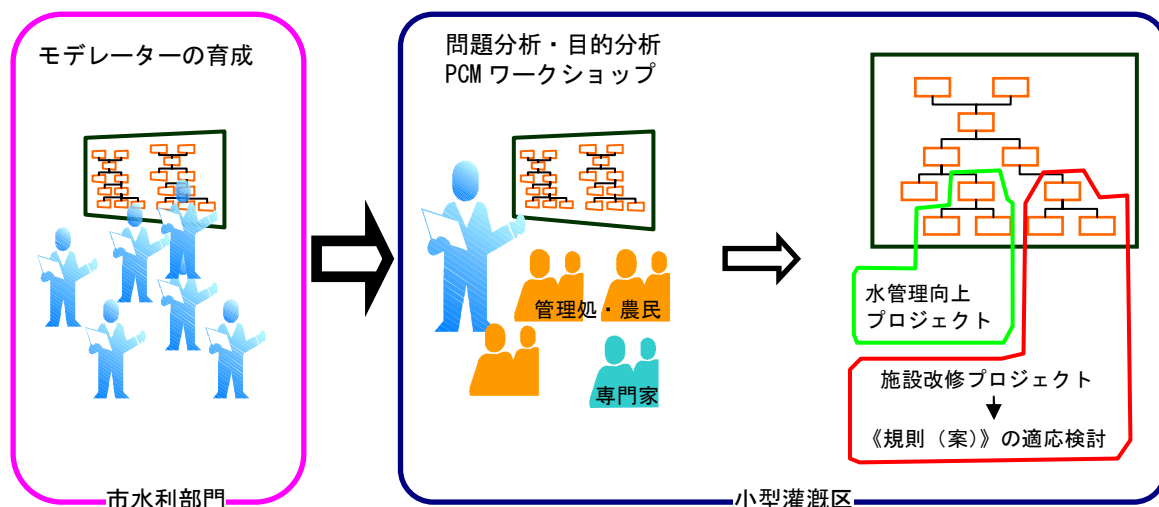 モデレーターの育成
市水利部門
問題分析・目的分析
PCM ワークショップ
管理処・農民
専門家
水管理向上
プロジェクト
施設改修プロジェクト
《規則（案）》の適応検討
小型灌漑区